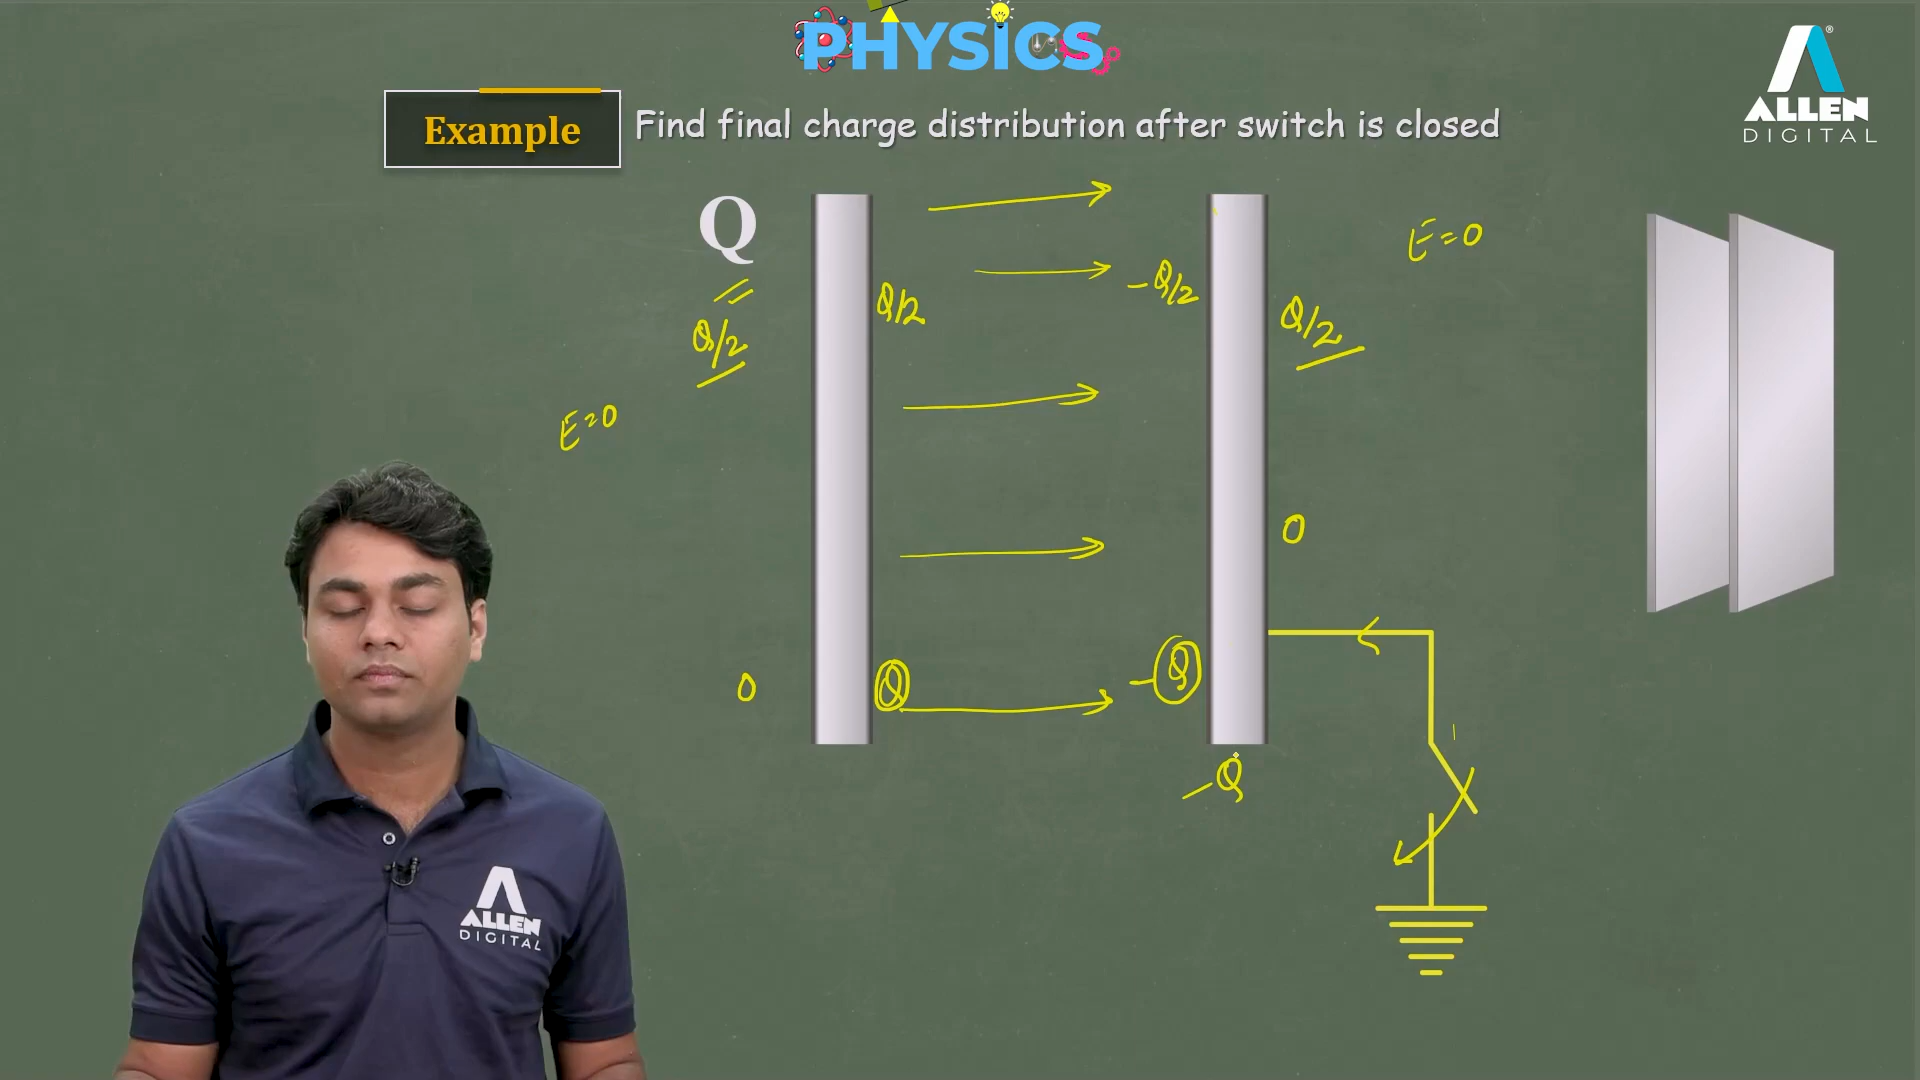 PHYSICS
ALLEN
DIGITAL
Example
Find final charge distribution after switch is closed
Q
E=0
Q/2
-Q/2
Q/2
Q/2
E=0
0
0
Q
-Q
-Q
ALLEN
DIGITAL